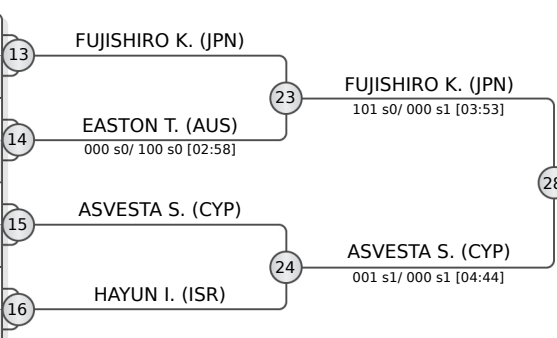 FUJISHIRO K. (JPN)
13
23
FUJISHIRO K. (JPN)
101 s0/ 000 s1 [03:53]
EASTON T. (AUS)
14
000 s0/ 100 s0 [02:58]
28
ASVESTA S. (CYP)
15
24
ASVESTA S. (CYP)
001 s1/ 000 s1 [04:44]
HAYUN I. (ISR)
16